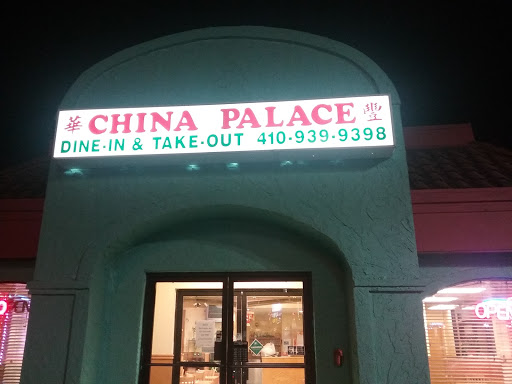 華 CHINA PALACE 豐
DINE-IN & TAKE-OUT 410-939-9398
OPEN